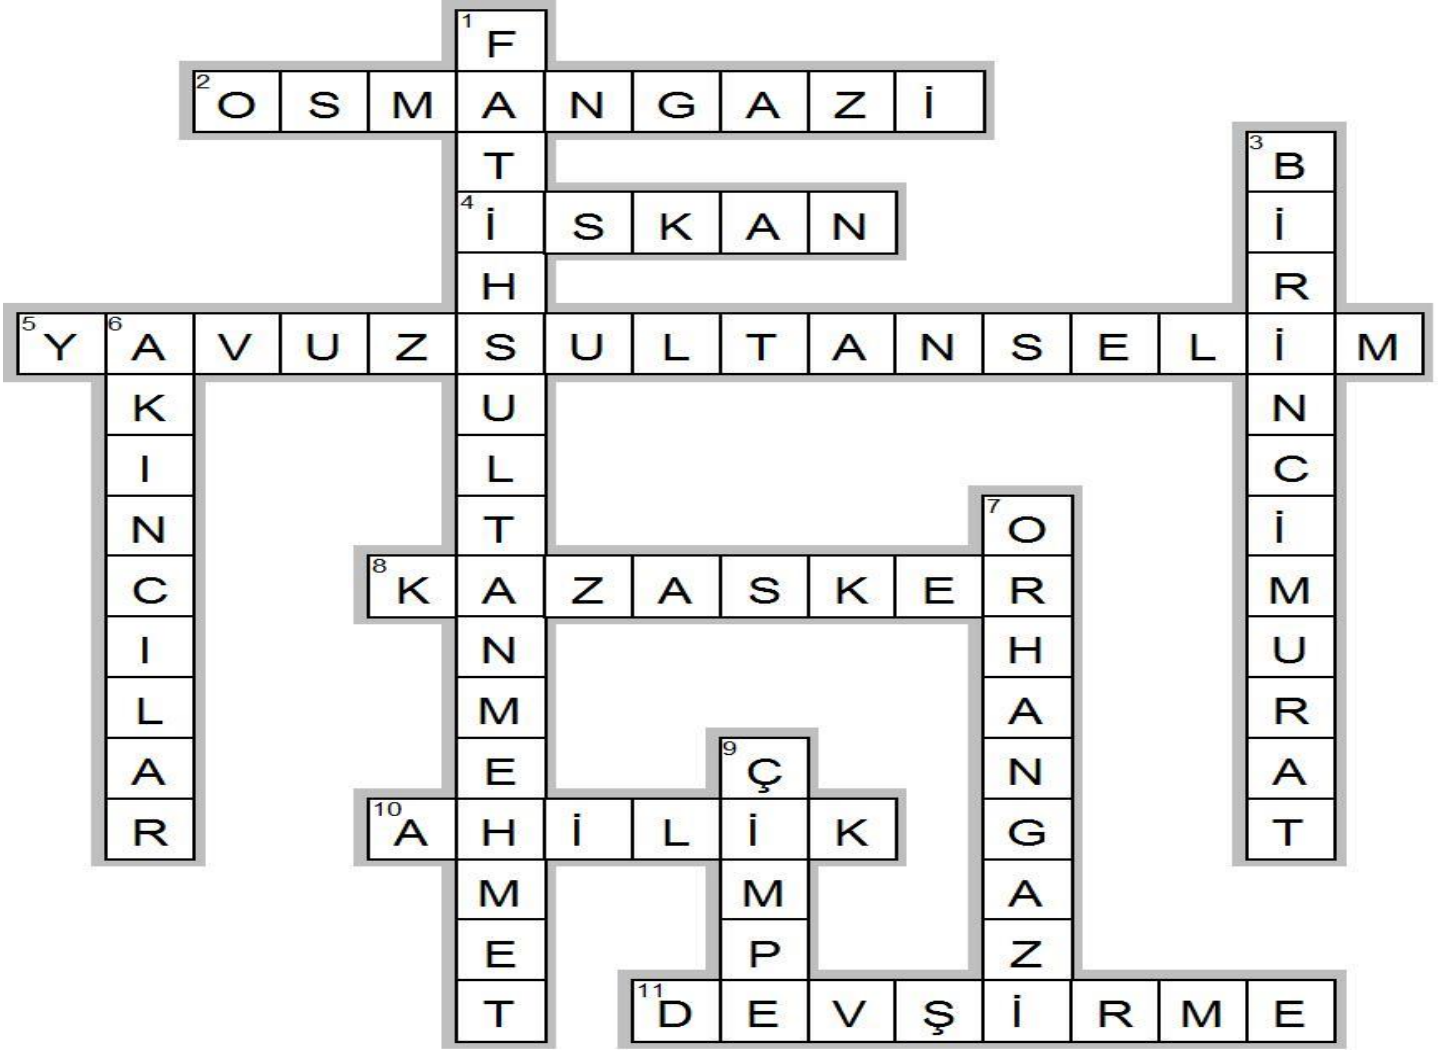 1 FATİHSULTANMEHMET
2 OSMANGAZİ
3 BİRİNCİMURAT
4 İSKAN
5 YAVUZSULTANSELİM
6 AKINCILAR
7 ORHANGAZİ
8 KAZASKER
9 ÇİMPE
10 AHİLİK
11 DEVŞİRME